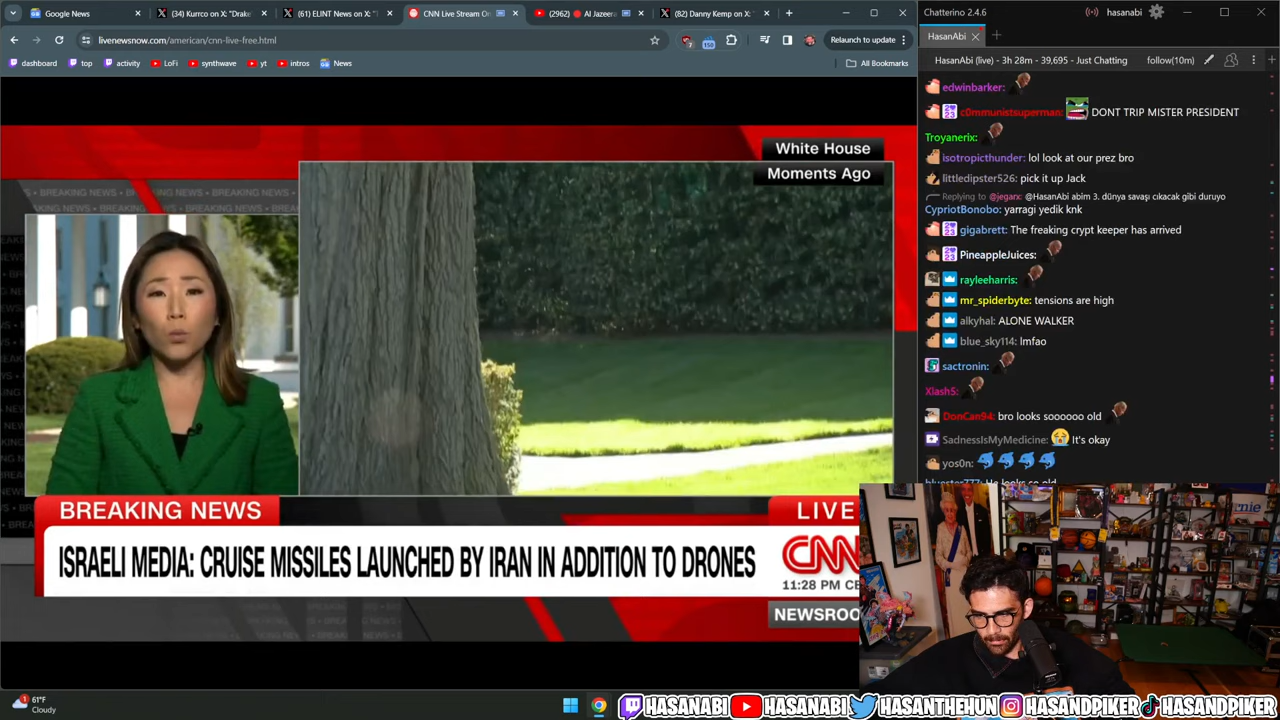 Google News
(34) Kurrco on X: "Drake
(61) ELINT News on X: "
CNN Live Stream On
(2962) Al Jazeera
(82) Danny Kemp on X: "
livenewsnow.com/american/cnn-live-free.html
150
Relaunch to update
dashboard
top
activity
LoFi
synthwave
yt
intros
News
All Bookmarks
White House
Moments Ago
BREAKING NEWS
LIVE
ISRAELI MEDIA: CRUISE MISSILES LAUNCHED BY IRAN IN ADDITION TO DRONES
CNN
11:28 PM CE
NEWSROO
61°F
Cloudy
Chatterino 2.4.6
hasanabi
HasanAbi
HasanAbi (live) - 3h 28m - 39,695 - Just Chatting
follow(10m)
edwinbarker:
c0mmunistsuperman: DONT TRIP MISTER PRESIDENT
Troyanerix:
isotropicthunder: lol look at our prez bro
littledipster526: pick it up Jack
Replying to @jegarx: @HasanAbi abim 3. dünya savaşı cıkacak gibi duruyo
CypriotBonobo: yarragi yedik knk
gigabrett: The freaking crypt keeper has arrived
PineappleJuices:
rayleeharris:
mr_spiderbyte: tensions are high
alkyhal: ALONE WALKER
blue_sky114: lmfao
sactronin:
Xlash5:
DonCan94: bro looks soooooo old
SadnessIsMyMedicine: It's okay
yos0n:
HASANABI
HASANABI
HASANTHEHUN
HASANDPIKER
HASANDPIKER